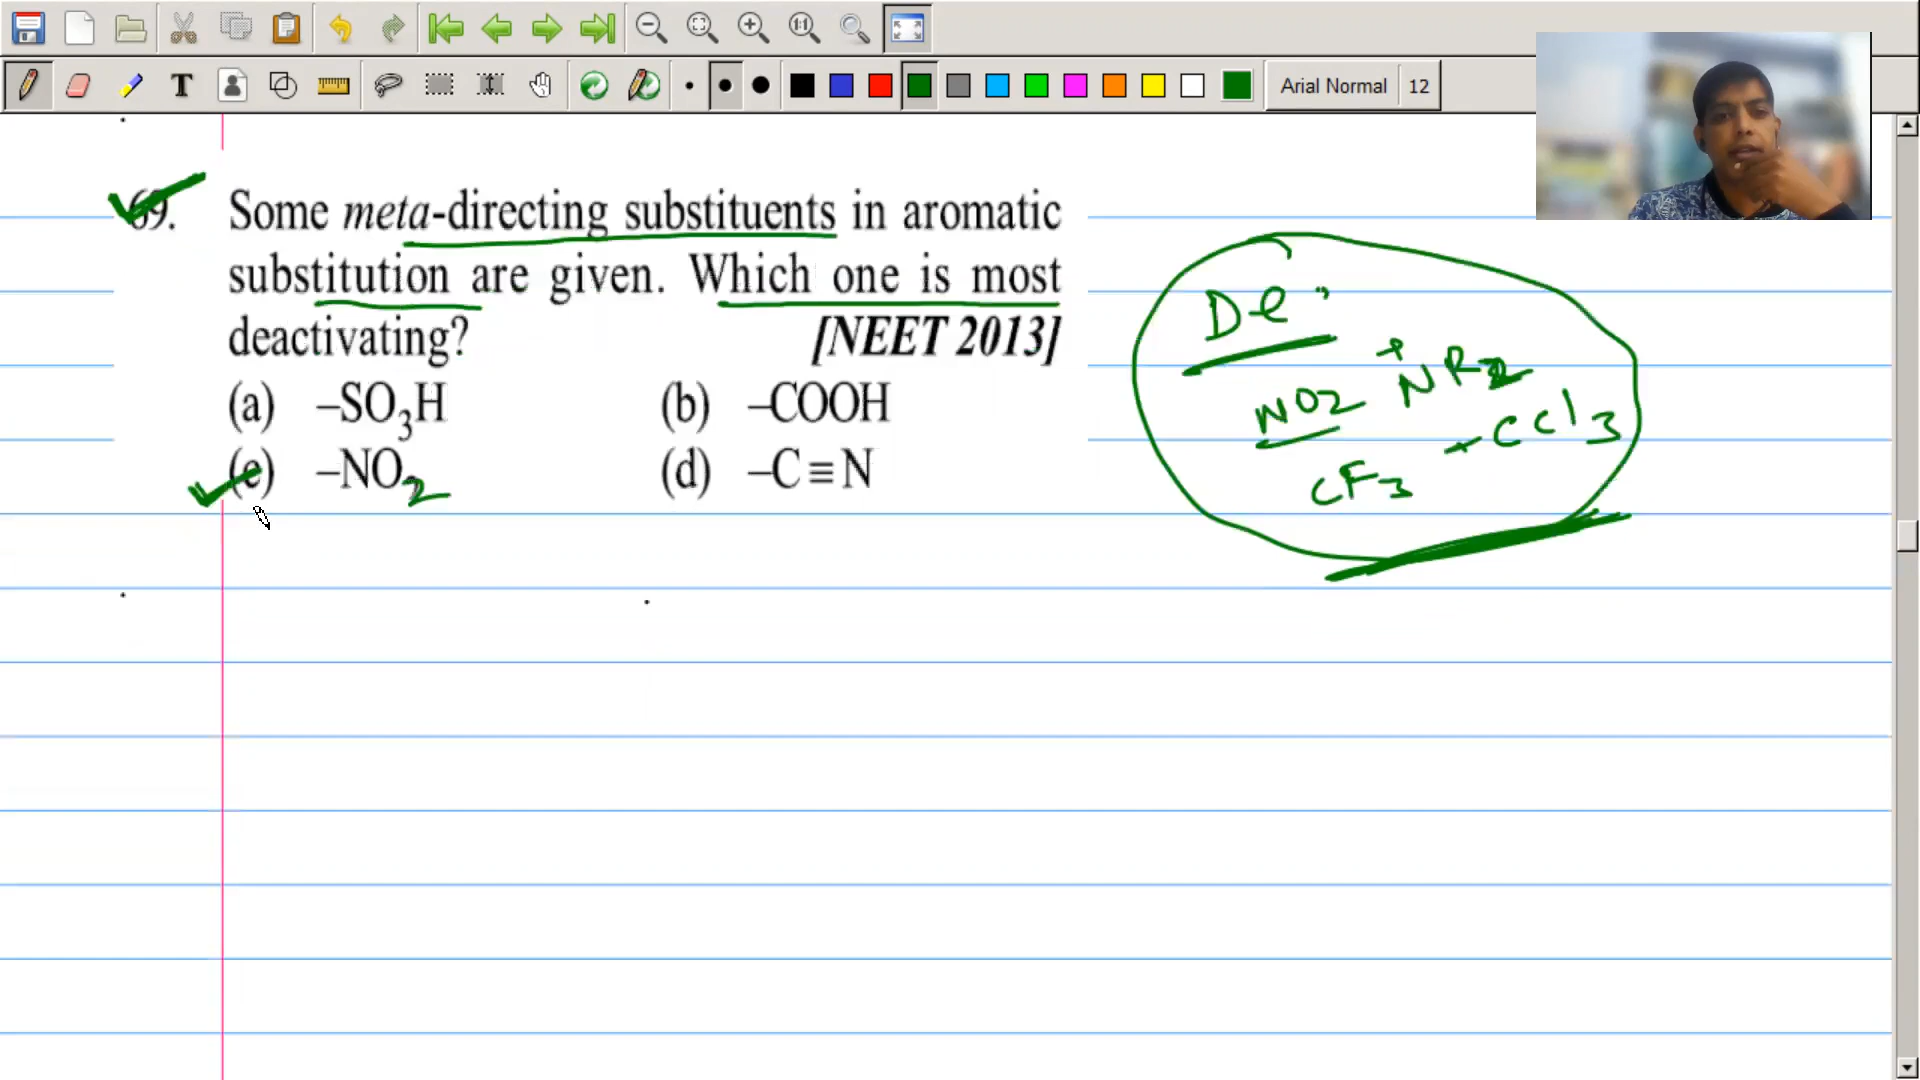 Arial Normal 12
69. Some meta-directing substituents in aromatic
substitution are given. Which one is most
deactivating? [NEET 2013]
(a) –SO3H (b) –COOH
(c) –NO2 (d) –C≡N
De
NO2 +NR2
CF3 –CCl3